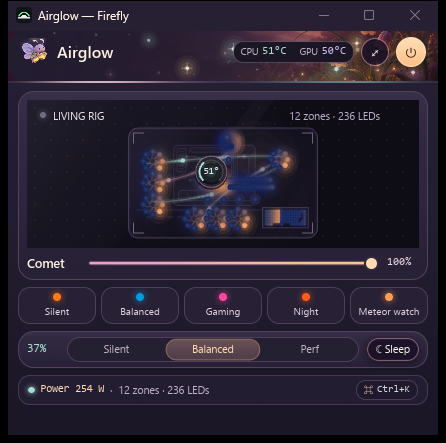 Airglow — Firefly
Airglow
CPU 51°C GPU 50°C
LIVING RIG 12 zones · 236 LEDs
51°
Comet 100%
Silent Balanced Gaming Night Meteor watch
37% Silent Balanced Perf ☾Sleep
Power 254 W · 12 zones · 236 LEDs ⌘ Ctrl+K